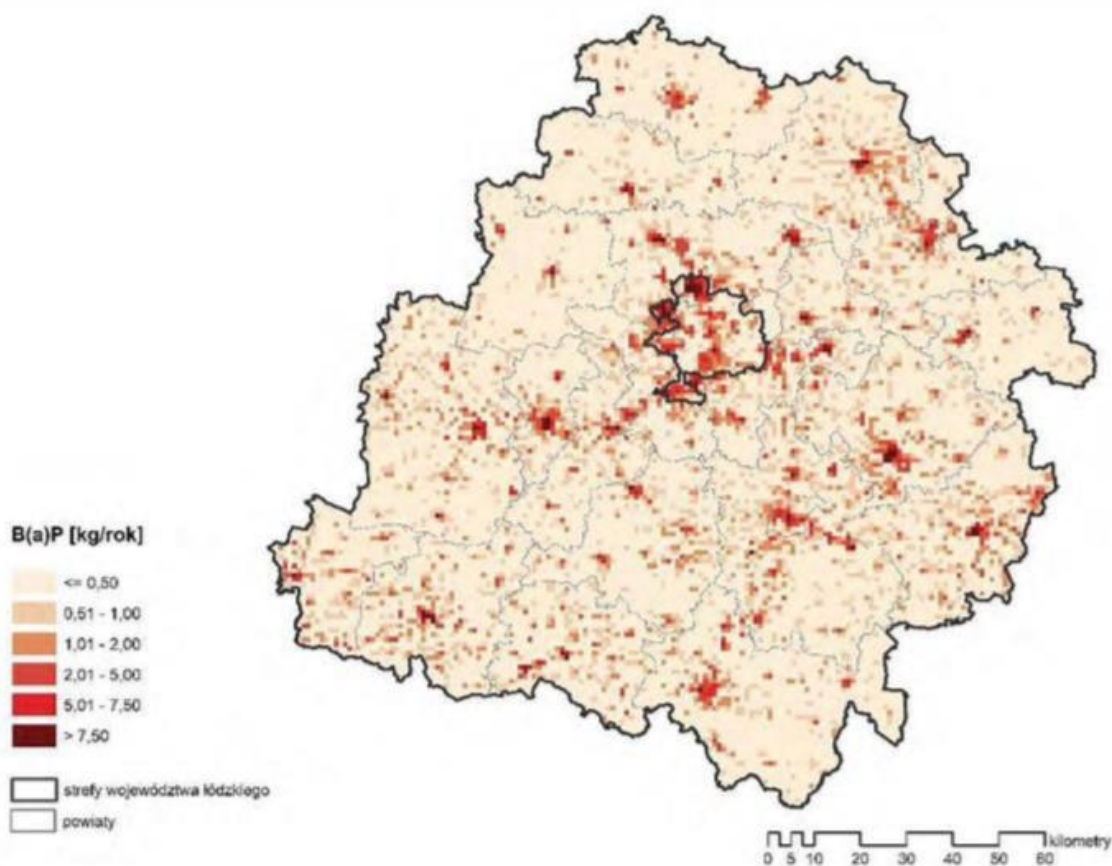 B(a)P [kg/rok]
<= 0,50
0,51 - 1,00
1,01 - 2,00
2,01 - 5,00
5,01 - 7,50
> 7,50
strefy województwa łódzkiego
powiaty
kilometry
0 5 10 20 30 40 50 60